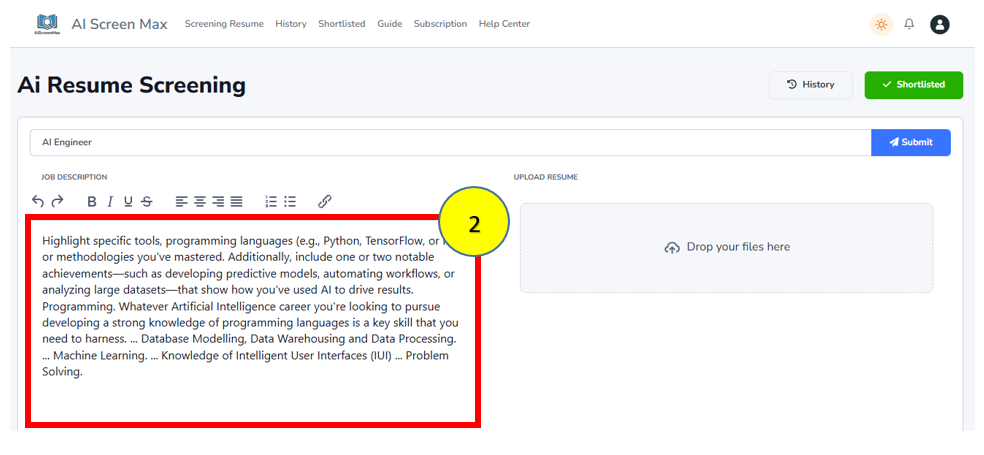 AIScreenMax
AI Screen Max
Screening Resume
History
Shortlisted
Guide
Subscription
Help Center
Ai Resume Screening
History
Shortlisted
AI Engineer
Submit
JOB DESCRIPTION
UPLOAD RESUME
B I U S
2
Highlight specific tools, programming languages (e.g., Python, TensorFlow, or
or methodologies you've mastered. Additionally, include one or two notable
achievements—such as developing predictive models, automating workflows, or
analyzing large datasets—that show how you've used AI to drive results.
Programming. Whatever Artificial Intelligence career you're looking to pursue
developing a strong knowledge of programming languages is a key skill that you
need to harness. ... Database Modelling, Data Warehousing and Data Processing.
... Machine Learning. ... Knowledge of Intelligent User Interfaces (IUI) ... Problem
Solving.
Drop your files here